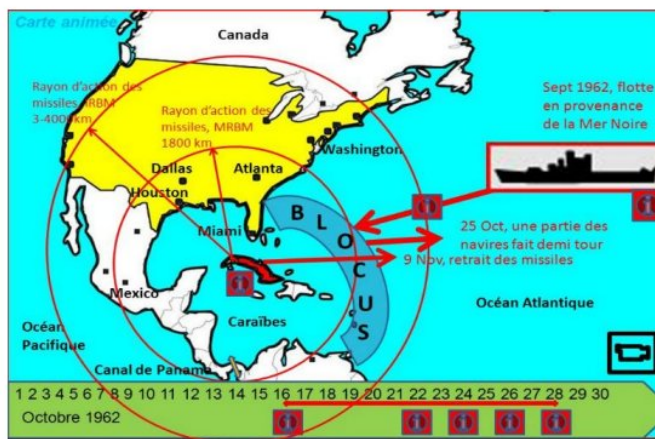 Carte animée
Canada
Rayon d'action des
missiles, IRBM
3-4000km
Rayon d'action des
missiles, MRBM
1800 km
Sept 1962, flotte
en provenance
de la Mer Noire
Washington
Dallas
Atlanta
Houston
Miami
BLOCUS
25 Oct, une partie des
navires fait demi tour
9 Nov, retrait des missiles
Mexico
Caraïbes
Océan Atlantique
Océan
Pacifique
Canal de Panama
1 2 3 4 5 6 7 8 9 10 11 12 13 14 15 16 17 18 19 20 21 22 23 24 25 26 27 28 29 30
Octobre 1962